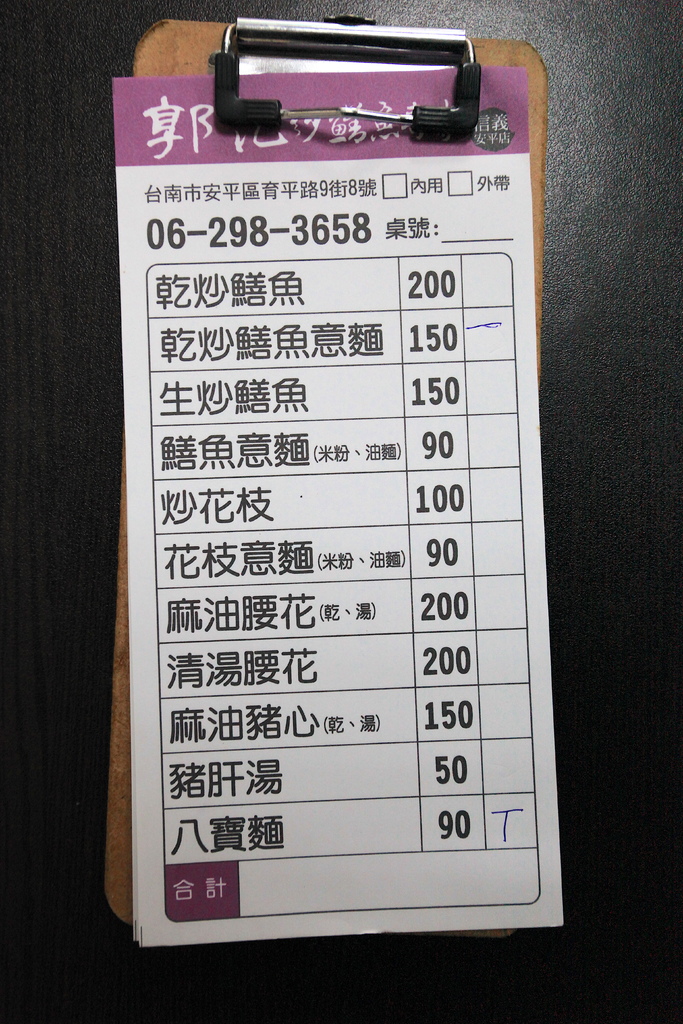 郭 炒鱔魚 信義
安平店
台南市安平區育平路9街8號 □內用 □外帶
06-298-3658 桌號:
乾炒鱔魚 200
乾炒鱔魚意麵 150 一
生炒鱔魚 150
鱔魚意麵(米粉、油麵) 90
炒花枝 100
花枝意麵(米粉、油麵) 90
麻油腰花(乾、湯) 200
清湯腰花 200
麻油豬心(乾、湯) 150
豬肝湯 50
八寶麵 90 丅
合計